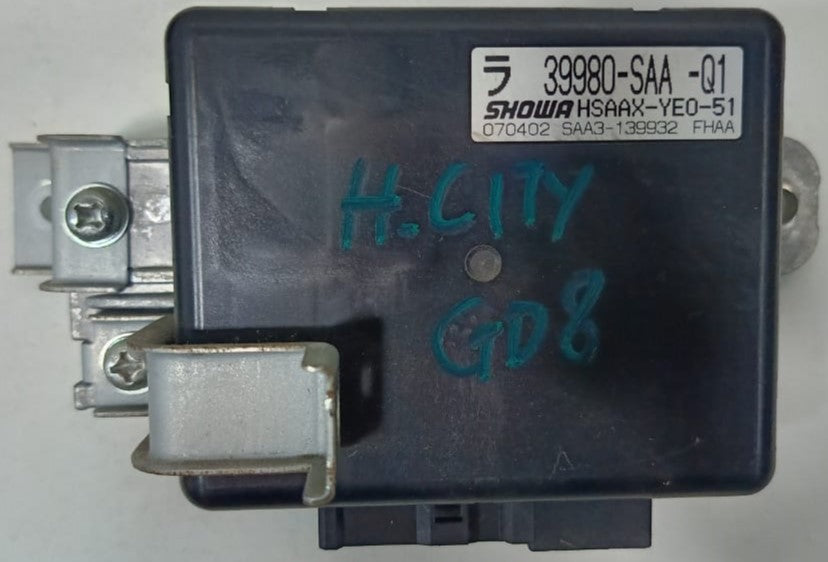 ラ 39980-SAA -Q1
SHOWA HSAAX-YE0-51
070402 SAA3-139932 FHAA
H.CITY
GD8